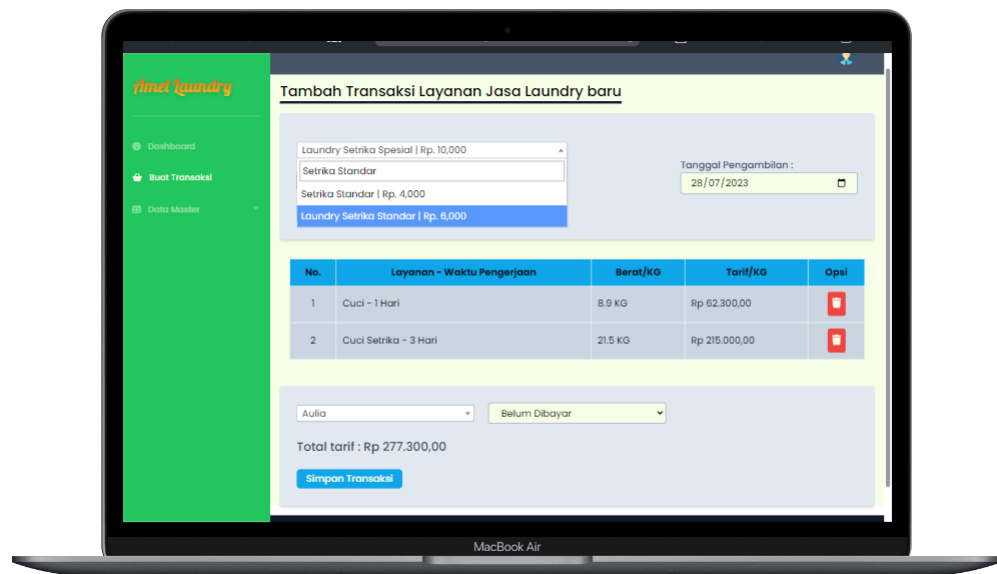 Amel Laundry
Tambah Transaksi Layanan Jasa Laundry baru
Dashboard
Buat Transaksi
Data Master
Laundry Setrika Spesial | Rp. 10,000
Setrika Standar
Setrika Standar | Rp. 4,000
Laundry Setrika Standar | Rp. 6,000
Tanggal Pengambilan :
28/07/2023
No. Layanan - Waktu Pengerjaan Berat/KG Tarif/KG Opsi
1 Cuci - 1 Hari 8.9 KG Rp 62.300,00
2 Cuci Setrika - 3 Hari 21.5 KG Rp 215.000,00
Aulia
Belum Dibayar
Total tarif : Rp 277.300,00
Simpan Transaksi
MacBook Air